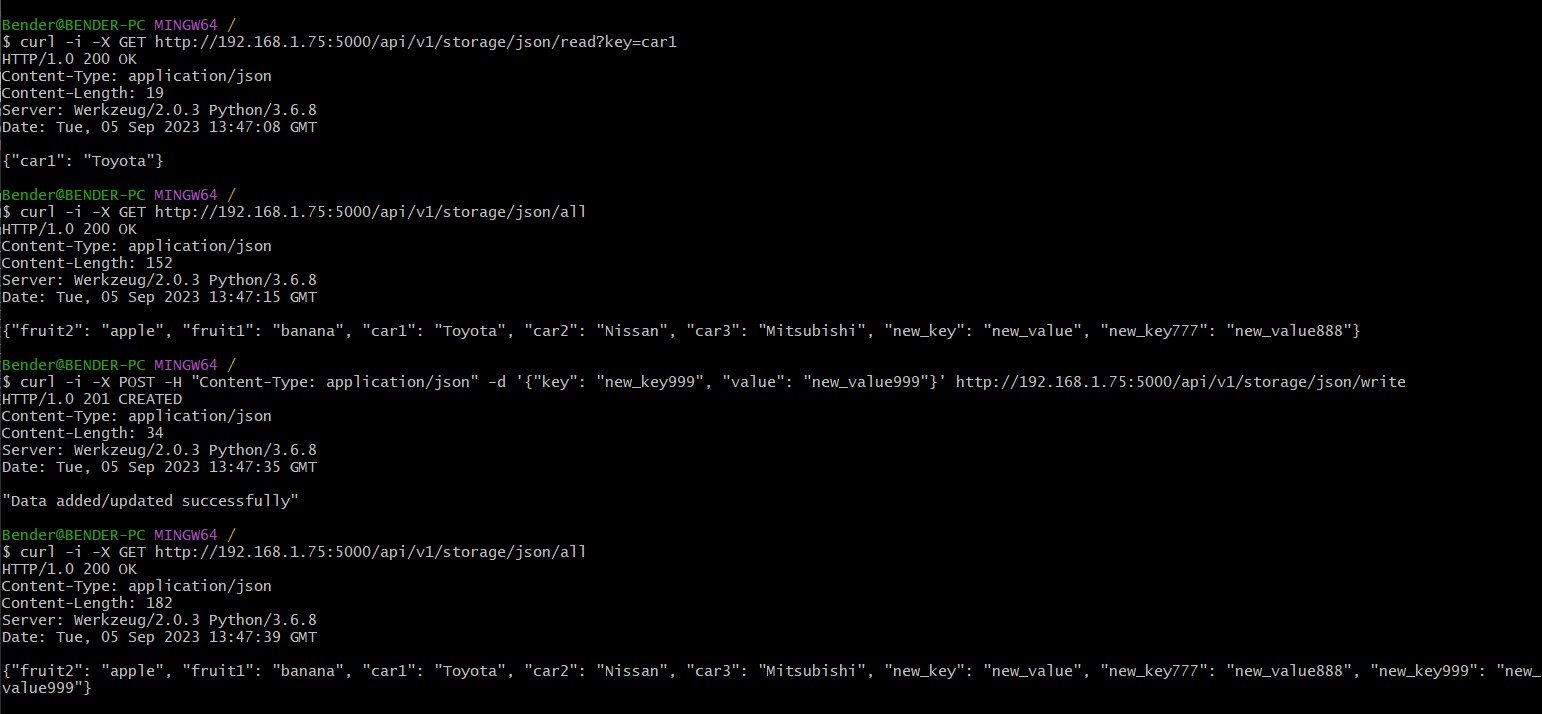 Bender@BENDER-PC MINGW64 /
$ curl -i -X GET http://192.168.1.75:5000/api/v1/storage/json/read?key=car1
HTTP/1.0 200 OK
Content-Type: application/json
Content-Length: 19
Server: Werkzeug/2.0.3 Python/3.6.8
Date: Tue, 05 Sep 2023 13:47:08 GMT
{"car1": "Toyota"}
Bender@BENDER-PC MINGW64 /
$ curl -i -X GET http://192.168.1.75:5000/api/v1/storage/json/all
HTTP/1.0 200 OK
Content-Type: application/json
Content-Length: 152
Server: Werkzeug/2.0.3 Python/3.6.8
Date: Tue, 05 Sep 2023 13:47:15 GMT
{"fruit2": "apple", "fruit1": "banana", "car1": "Toyota", "car2": "Nissan", "car3": "Mitsubishi", "new_key": "new_value", "new_key777": "new_value888"}
Bender@BENDER-PC MINGW64 /
$ curl -i -X POST -H "Content-Type: application/json" -d '{"key": "new_key999", "value": "new_value999"}' http://192.168.1.75:5000/api/v1/storage/json/write
HTTP/1.0 201 CREATED
Content-Type: application/json
Content-Length: 34
Server: Werkzeug/2.0.3 Python/3.6.8
Date: Tue, 05 Sep 2023 13:47:35 GMT
"Data added/updated successfully"
Bender@BENDER-PC MINGW64 /
$ curl -i -X GET http://192.168.1.75:5000/api/v1/storage/json/all
HTTP/1.0 200 OK
Content-Type: application/json
Content-Length: 182
Server: Werkzeug/2.0.3 Python/3.6.8
Date: Tue, 05 Sep 2023 13:47:39 GMT
{"fruit2": "apple", "fruit1": "banana", "car1": "Toyota", "car2": "Nissan", "car3": "Mitsubishi", "new_key": "new_value", "new_key777": "new_value888", "new_key999": "new_
value999"}